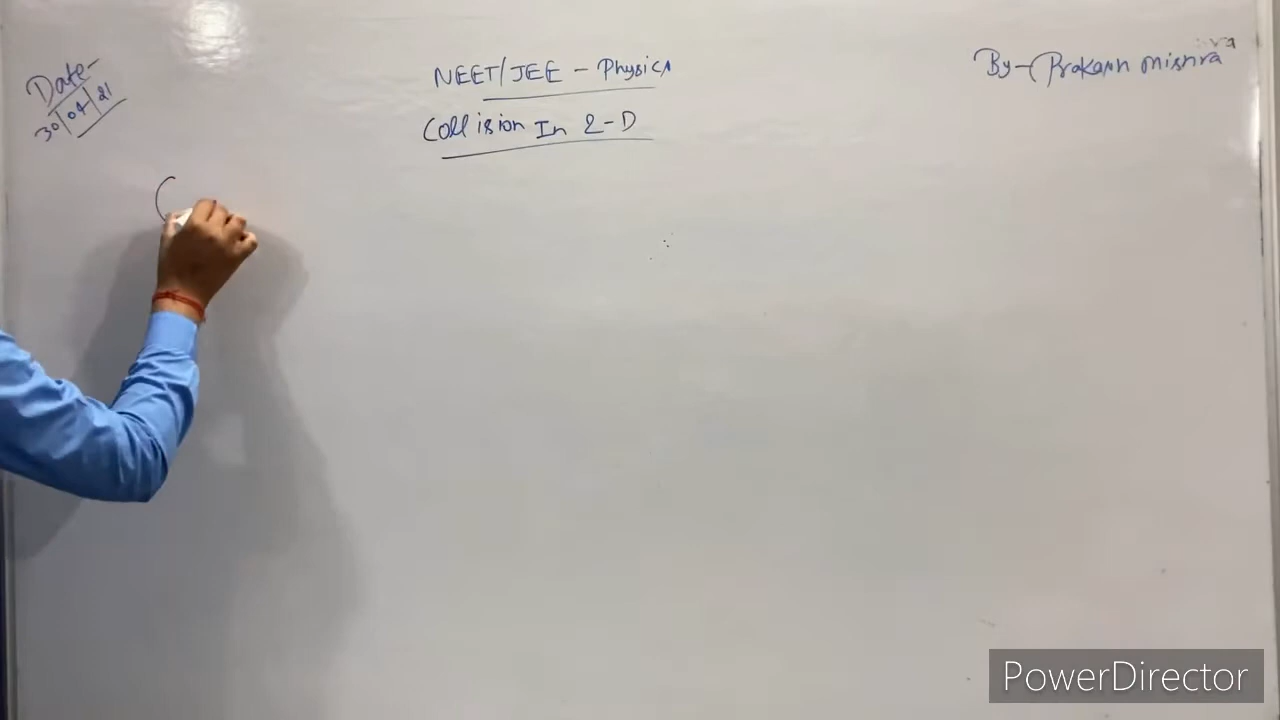 Date-
30/04/21
NEET/JEE - Physics
Collision In 2-D
By- Prakash Mishra
PowerDirector